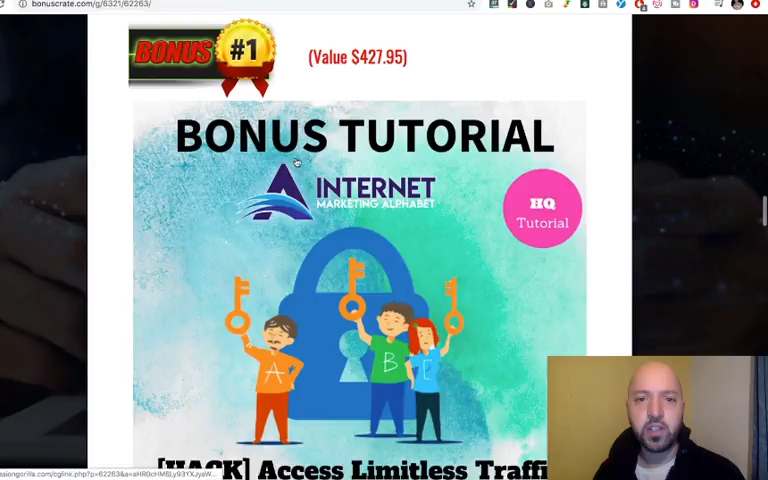 bonuscrate.com/g/6321/62263/
BONUS #1
(Value $427.95)
BONUS TUTORIAL
INTERNET
MARKETING ALPHABET
HQ
Tutorial
A
B
C
[HACK] Access Limitless Traffi